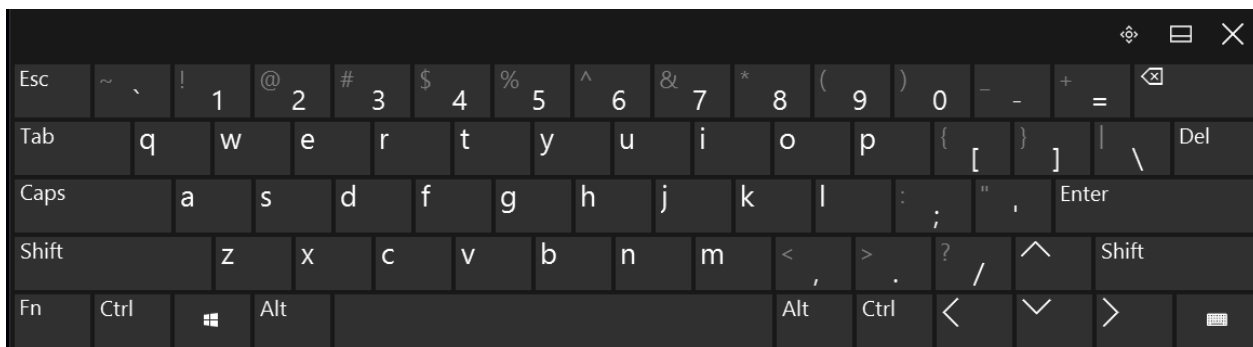 Esc ~ ` ! 1 @ 2 # 3 $ 4 % 5 ^ 6 & 7 * 8 ( 9 ) 0 _ - + =
Tab q w e r t y u i o p { [ } ] | \ Del
Caps a s d f g h j k l : ; " ' Enter
Shift z x c v b n m < , > . ? / Shift
Fn Ctrl Alt Alt Ctrl